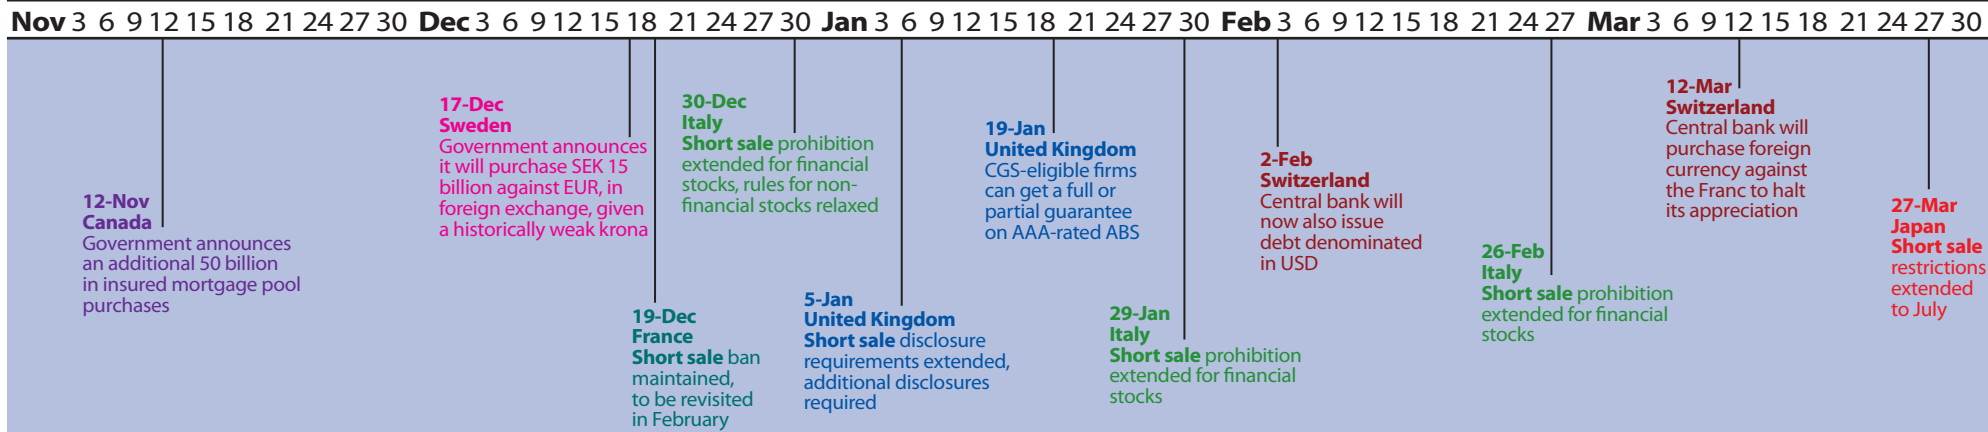 Nov 3 6 9 12 15 18 21 24 27 30 Dec 3 6 9 12 15 18 21 24 27 30 Jan 3 6 9 12 15 18 21 24 27 30 Feb 3 6 9 12 15 18 21 24 27 Mar 3 6 9 12 15 18 21 24 27 30
12-Nov
Canada
Government announces
an additional 50 billion
in insured mortgage pool
purchases
17-Dec
Sweden
Government announces
it will purchase SEK 15
billion against EUR, in
foreign exchange, given
a historically weak krona
19-Dec
France
Short sale ban
maintained,
to be revisited
in February
30-Dec
Italy
Short sale prohibition
extended for financial
stocks, rules for non-
financial stocks relaxed
5-Jan
United Kingdom
Short sale disclosure
requirements extended,
additional disclosures
required
19-Jan
United Kingdom
CGS-eligible firms
can get a full or
partial guarantee
on AAA-rated ABS
29-Jan
Italy
Short sale prohibition
extended for financial
stocks
2-Feb
Switzerland
Central bank will
now also issue
debt denominated
in USD
26-Feb
Italy
Short sale prohibition
extended for financial
stocks
12-Mar
Switzerland
Central bank will
purchase foreign
currency against
the Franc to halt
its appreciation
27-Mar
Japan
Short sale
restrictions
extended
to July